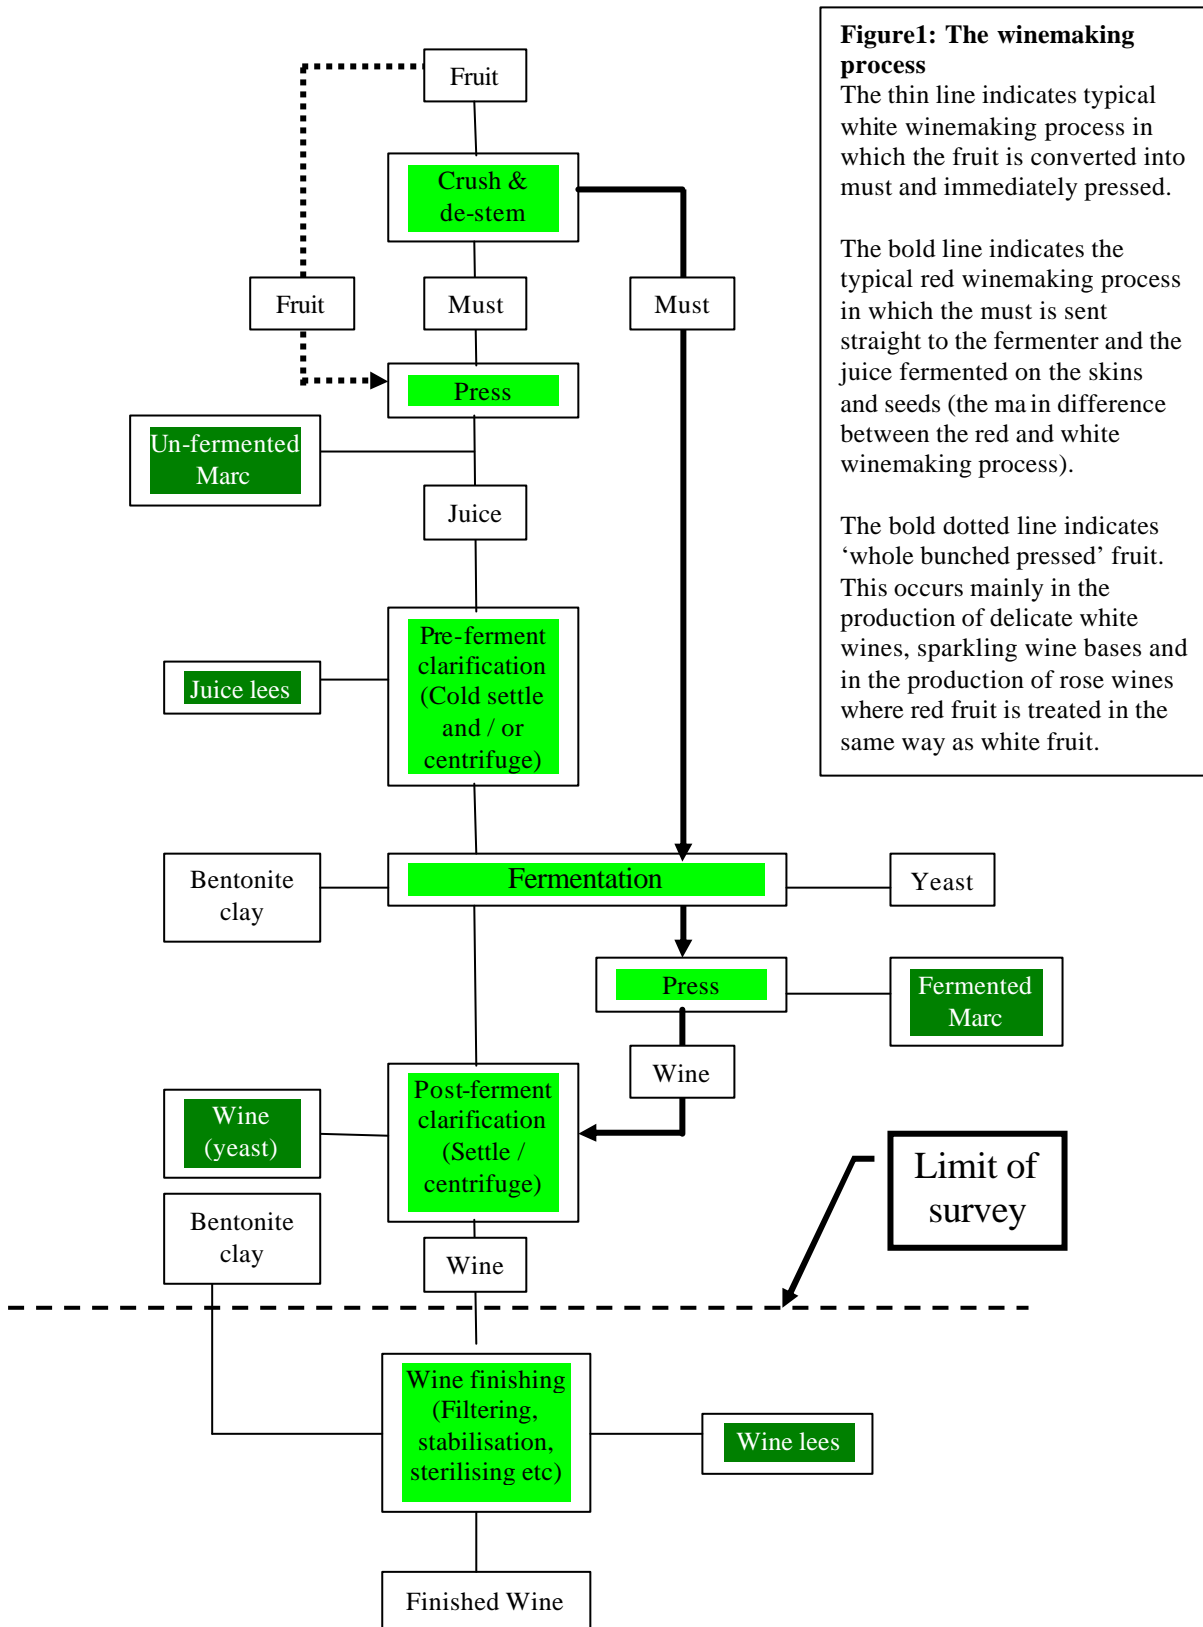 Figure1: The winemaking
process
The thin line indicates typical
white winemaking process in
which the fruit is converted into
must and immediately pressed.
The bold line indicates the
typical red winemaking process
in which the must is sent
straight to the fermenter and the
juice fermented on the skins
and seeds (the main difference
between the red and white
winemaking process).
The bold dotted line indicates
‘whole bunched pressed’ fruit.
This occurs mainly in the
production of delicate white
wines, sparkling wine bases and
in the production of rose wines
where red fruit is treated in the
same way as white fruit.
Fruit
Crush &
de-stem
Fruit
Must
Must
Press
Un-fermented
Marc
Juice
Pre-ferment
clarification
(Cold settle
and / or
centrifuge)
Juice lees
Bentonite
clay
Fermentation
Yeast
Press
Fermented
Marc
Wine
Post-ferment
clarification
(Settle /
centrifuge)
Wine
(yeast)
Limit of
survey
Bentonite
clay
Wine
Wine finishing
(Filtering,
stabilisation,
sterilising etc)
Wine lees
Finished Wine